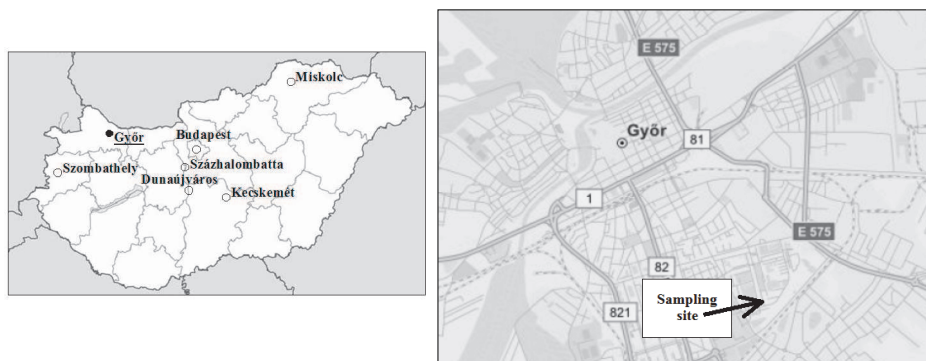 Miskolc
Győr
Budapest
Szombathely
Százhalombatta
Dunaújváros
Kecskemét
E 575
Győr
81
1
E 575
82
Sampling
site
821